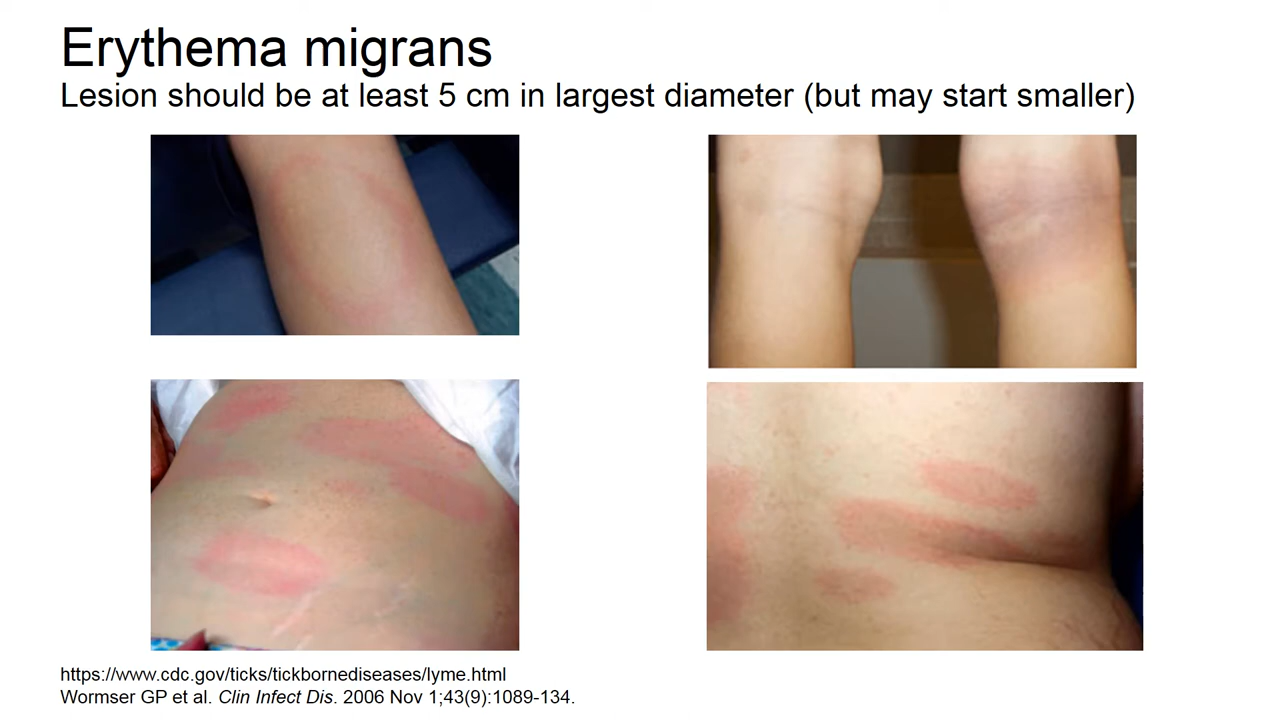 Erythema migrans
Lesion should be at least 5 cm in largest diameter (but may start smaller)
https://www.cdc.gov/ticks/tickbornediseases/lyme.html
Wormser GP et al. Clin Infect Dis. 2006 Nov 1;43(9):1089-134.